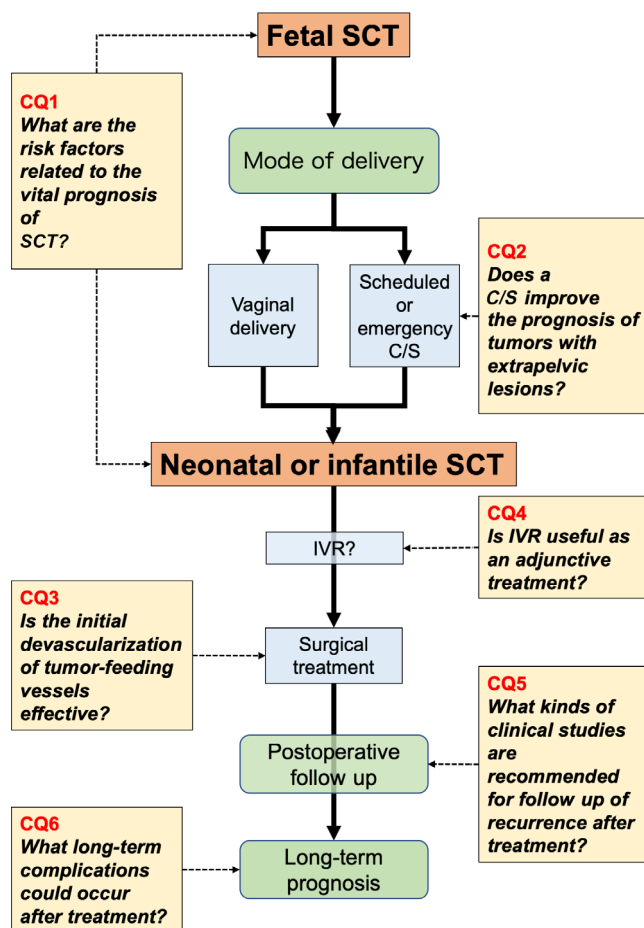 Fetal SCT
CQ1
What are the
risk factors
related to the
vital prognosis
of
SCT?
Mode of delivery
Vaginal
delivery
Scheduled
or
emergency
C/S
CQ2
Does a
C/S improve
the prognosis of
tumors with
extrapelvic
lesions?
Neonatal or infantile SCT
IVR?
CQ4
Is IVR useful as
an adjunctive
treatment?
CQ3
Is the initial
devascularization
of tumor-feeding
vessels
effective?
Surgical
treatment
CQ5
What kinds of
clinical studies
are
recommended
for follow up of
recurrence after
treatment?
Postoperative
follow up
CQ6
What long-term
complications
could occur
after treatment?
Long-term
prognosis